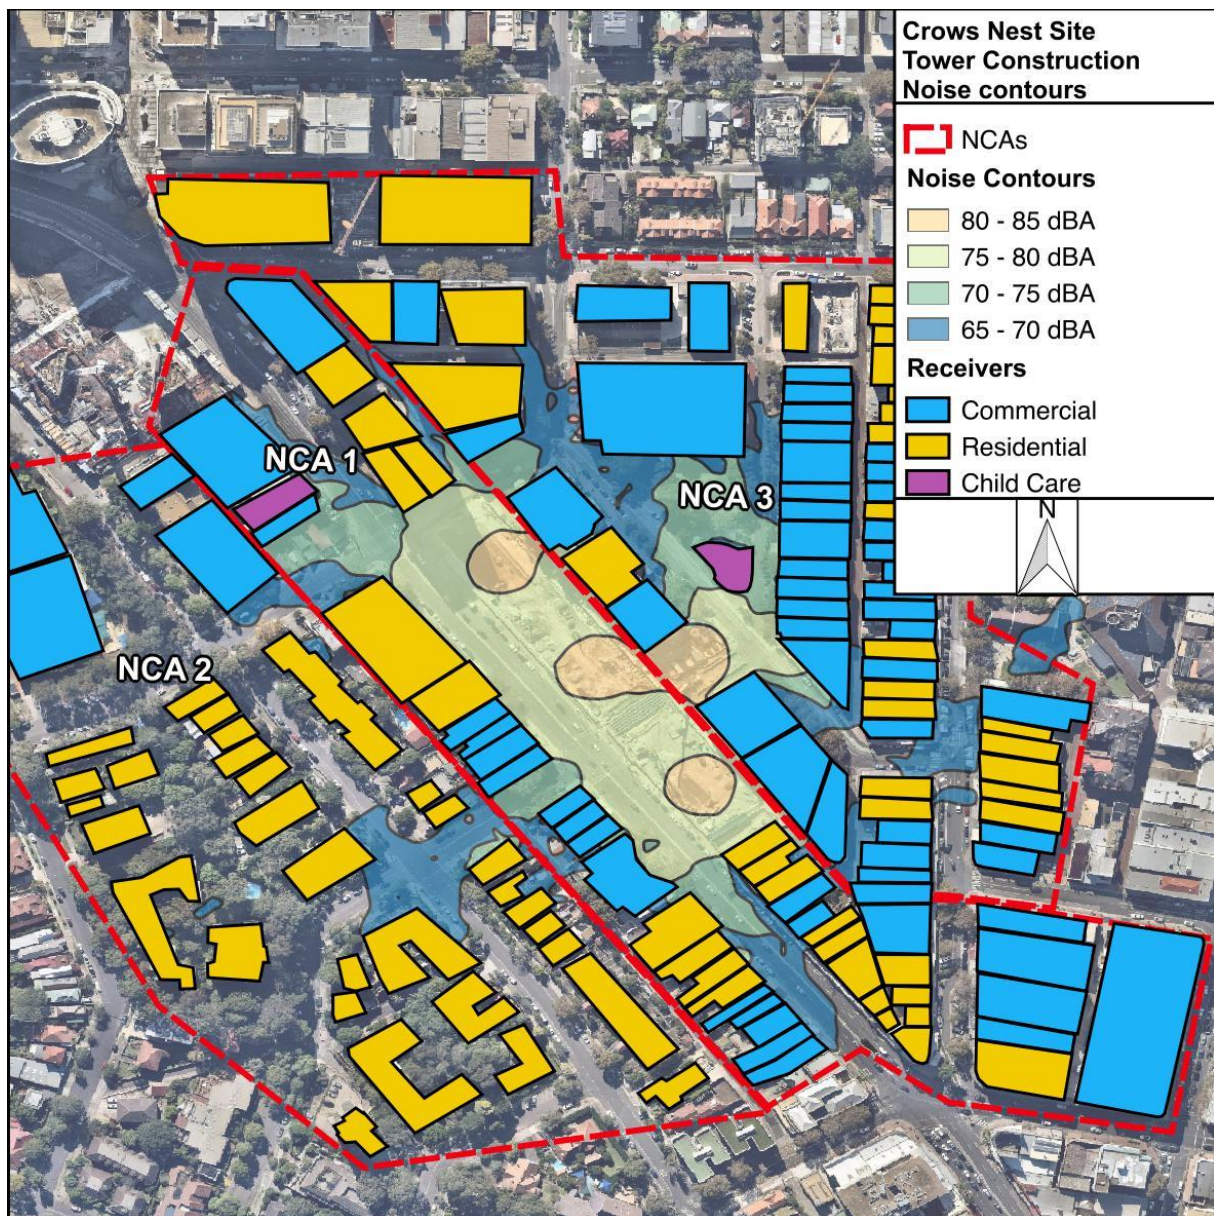 Crows Nest Site
Tower Construction
Noise contours
NCAs
Noise Contours
80 - 85 dBA
75 - 80 dBA
70 - 75 dBA
65 - 70 dBA
Receivers
Commercial
Residential
Child Care
N
NCA 1
NCA 3
NCA 2